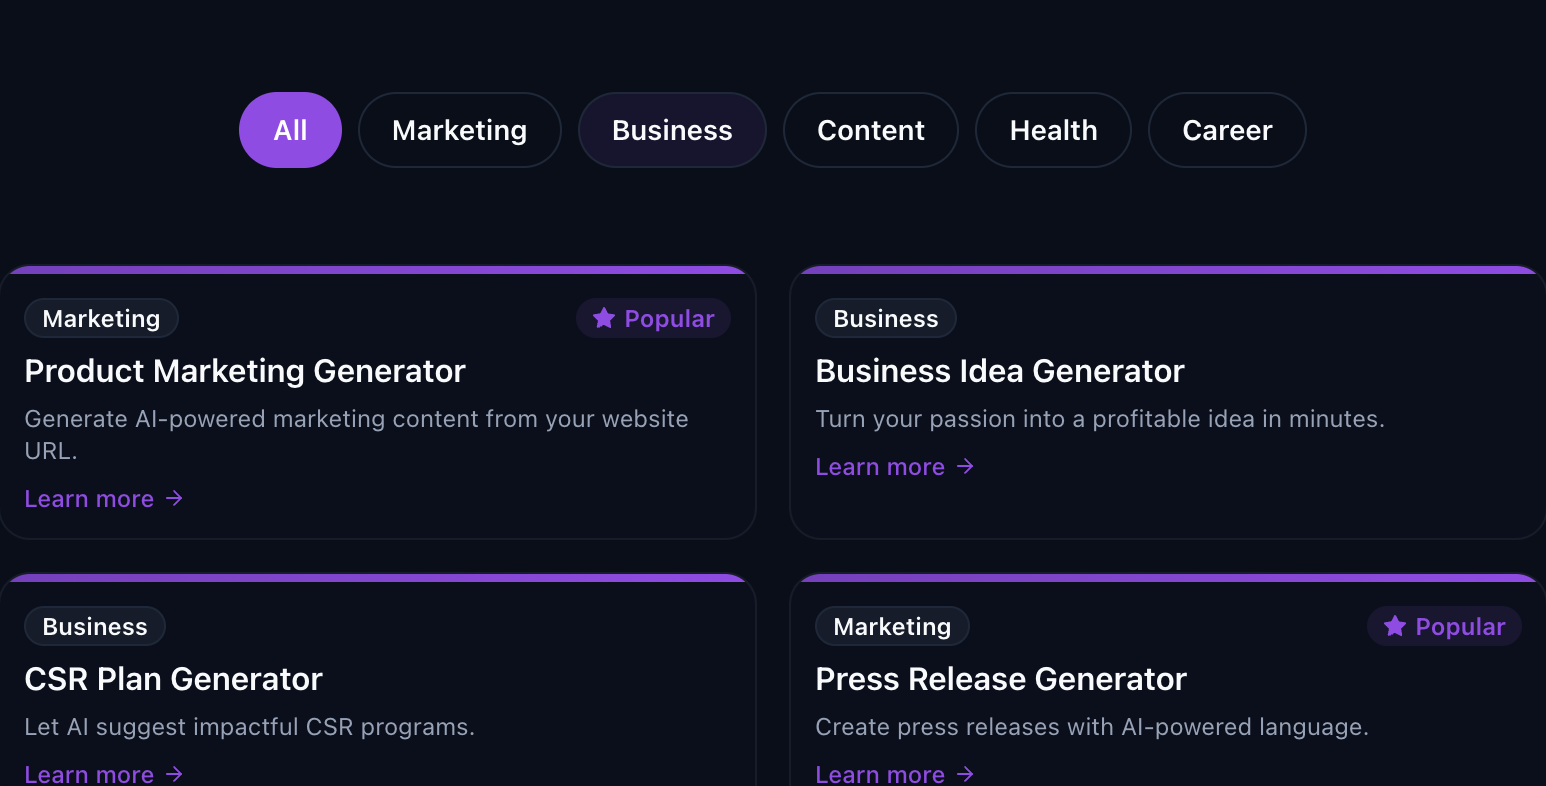 All
Marketing
Business
Content
Health
Career
Marketing
Popular
Product Marketing Generator
Generate AI-powered marketing content from your website
URL.
Learn more →
Business
Business Idea Generator
Turn your passion into a profitable idea in minutes.
Learn more →
Business
CSR Plan Generator
Let AI suggest impactful CSR programs.
Learn more →
Marketing
Popular
Press Release Generator
Create press releases with AI-powered language.
Learn more →